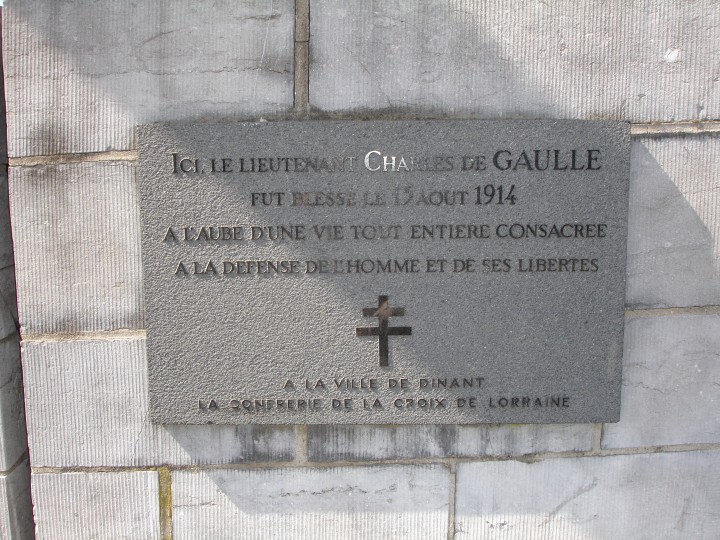 ICI, LE LIEUTENANT CHARLES DE GAULLE
FUT BLESSE LE 15 AOUT 1914
A L'AUBE D'UNE VIE TOUT ENTIERE CONSACREE
A LA DEFENSE DE L'HOMME ET DE SES LIBERTES
A LA VILLE DE DINANT
LA CONFRERIE DE LA CROIX DE LORRAINE